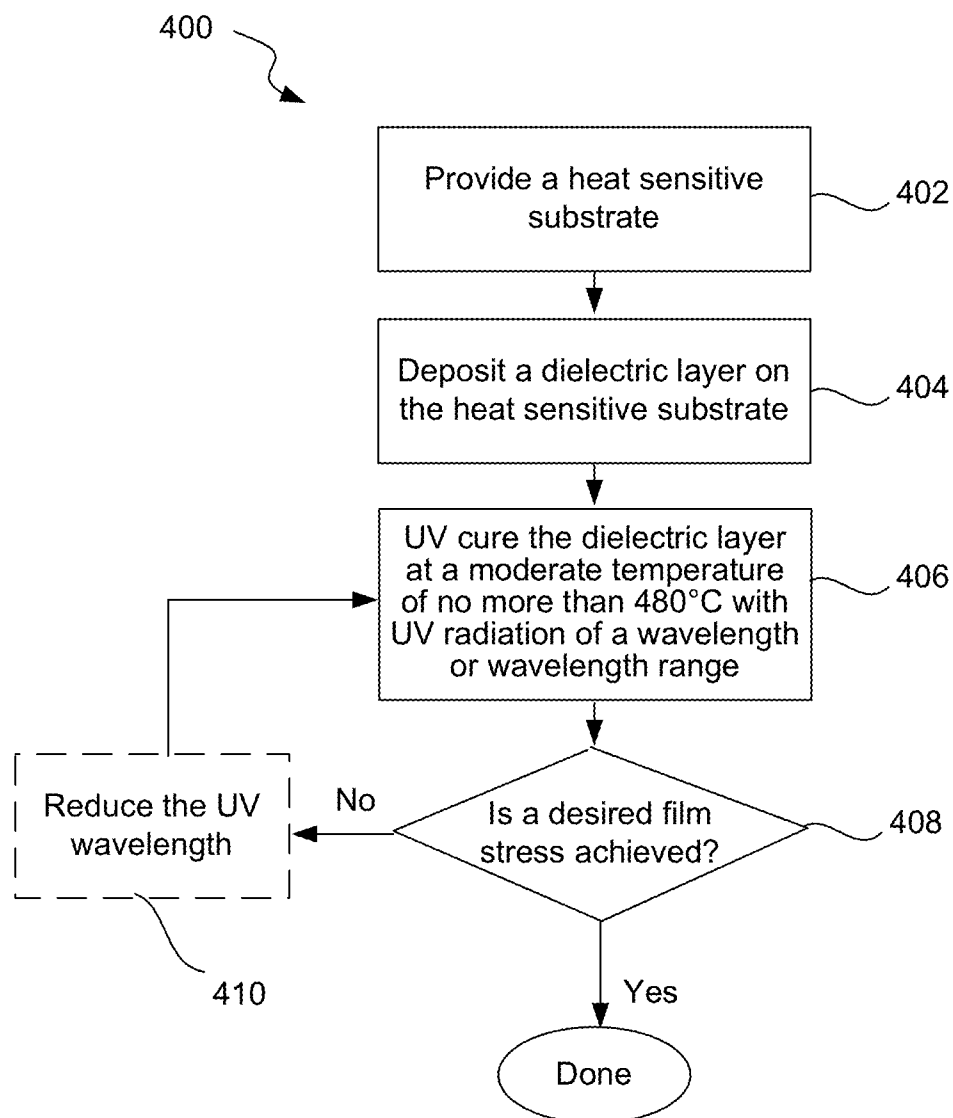 400
Provide a heat sensitive
substrate
402
Deposit a dielectric layer on
the heat sensitive substrate
404
UV cure the dielectric layer
at a moderate temperature
of no more than 480°C with
UV radiation of a wavelength
or wavelength range
406
Is a desired film
stress achieved?
408
No
Reduce the UV
wavelength
410
Yes
Done